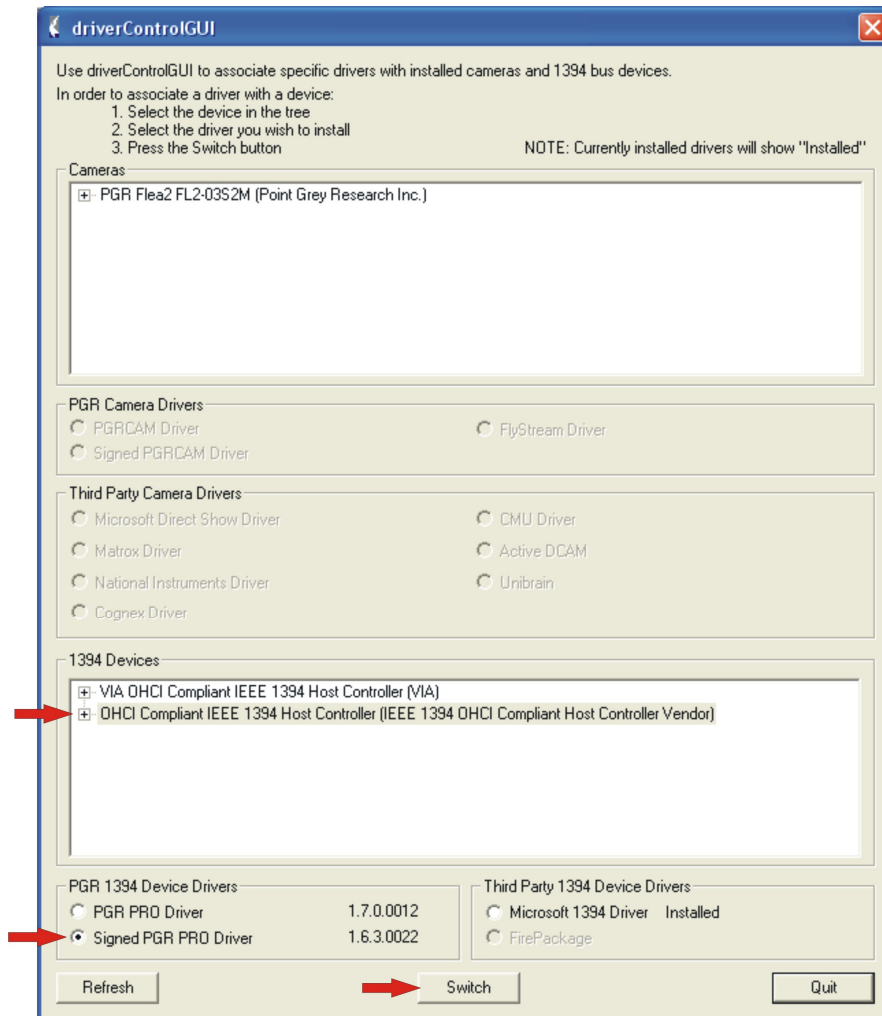 driverControlGUI
Use driverControlGUI to associate specific drivers with installed cameras and 1394 bus devices.
In order to associate a driver with a device:
1. Select the device in the tree
2. Select the driver you wish to install
3. Press the Switch button
NOTE: Currently installed drivers will show "Installed"
Cameras
PGR Flea2 FL2-03S2M (Point Grey Research Inc.)
PGR Camera Drivers
PGRCAM Driver
FlyStream Driver
Signed PGRCAM Driver
Third Party Camera Drivers
Microsoft Direct Show Driver
CMU Driver
Matrox Driver
Active DCAM
National Instruments Driver
Unibrain
Cognex Driver
1394 Devices
VIA OHCI Compliant IEEE 1394 Host Controller (VIA)
OHCI Compliant IEEE 1394 Host Controller (IEEE 1394 OHCI Compliant Host Controller Vendor)
PGR 1394 Device Drivers
PGR PRO Driver 1.7.0.0012
Signed PGR PRO Driver 1.6.3.0022
Third Party 1394 Device Drivers
Microsoft 1394 Driver Installed
FirePackage
Refresh
Switch
Quit